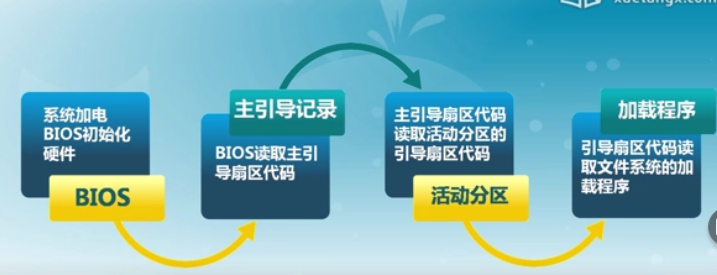 系统加电
BIOS初始化
硬件
BIOS
主引导记录
BIOS读取主引
导扇区代码
主引导扇区代码
读取活动分区的
引导扇区代码
活动分区
加载程序
引导扇区代码读
取文件系统的加
载程序